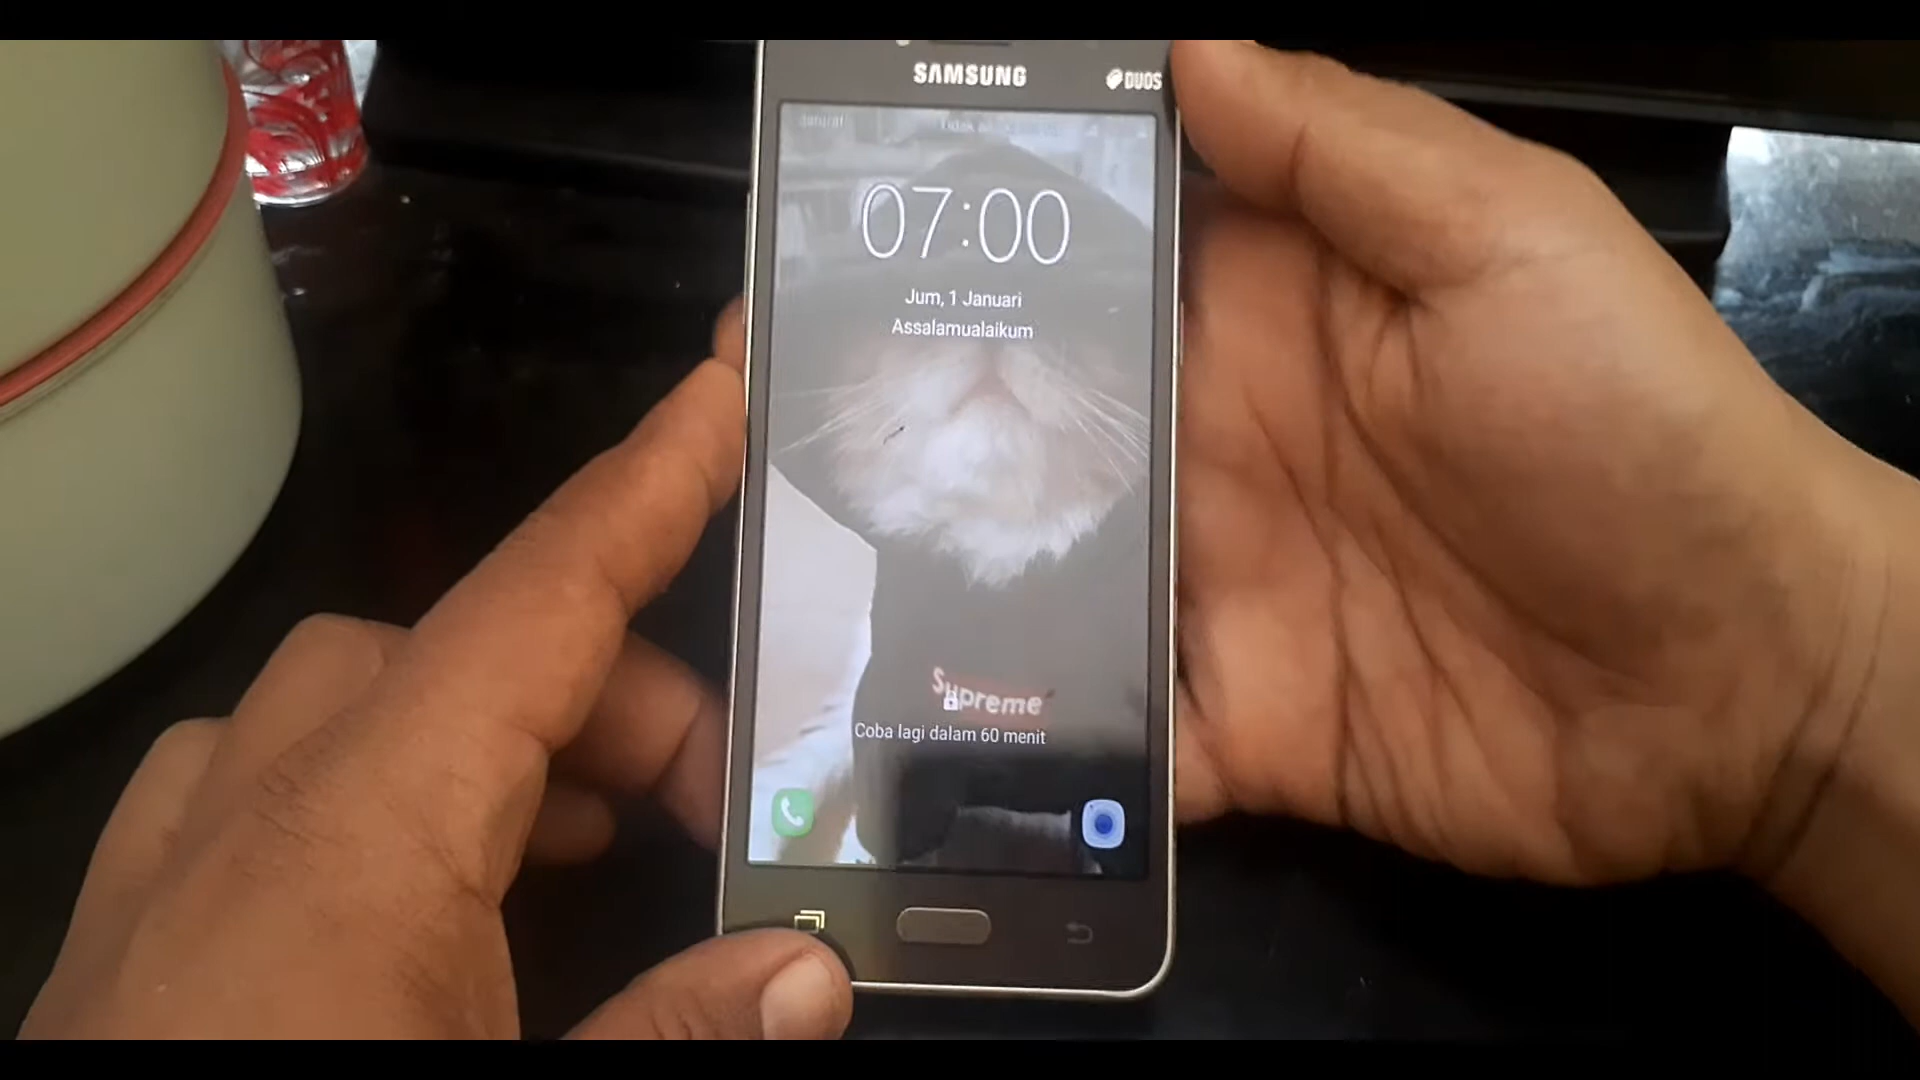 SAMSUNG
DUOS
07:00
Jum, 1 Januari
Assalamualaikum
Supreme
Coba lagi dalam 60 menit